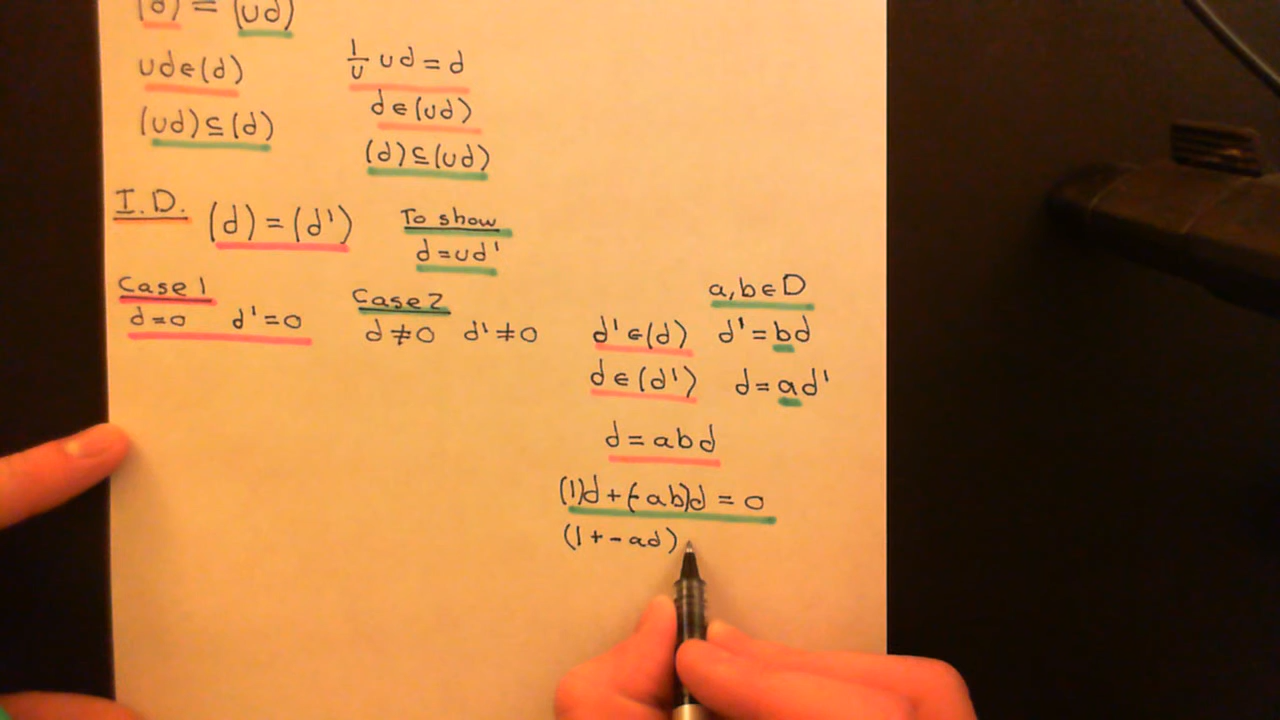 (d) = (ud)
ud∈(d)
(ud)⊆(d)
1/u ud = d
d∈(ud)
(d)⊆(ud)
I.D. (d)=(d')
To show
d=ud'
Case 1
d=0 d'=0
Case 2
d≠0 d'≠0
a,b∈D
d'∈(d) d'=bd
d∈(d') d=ad'
d=abd
(1)d+(-ab)d = 0
(1+-ad)